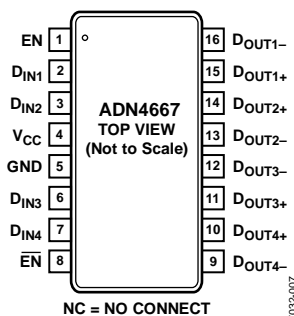 EN 1 16 DOUT1–
DIN1 2 15 DOUT1+
DIN2 3 14 DOUT2+
ADN4667
TOP VIEW
(Not to Scale)
VCC 4 13 DOUT2–
GND 5 12 DOUT3–
DIN3 6 11 DOUT3+
DIN4 7 10 DOUT4+
EN 8 9 DOUT4–
NC = NO CONNECT
032-007